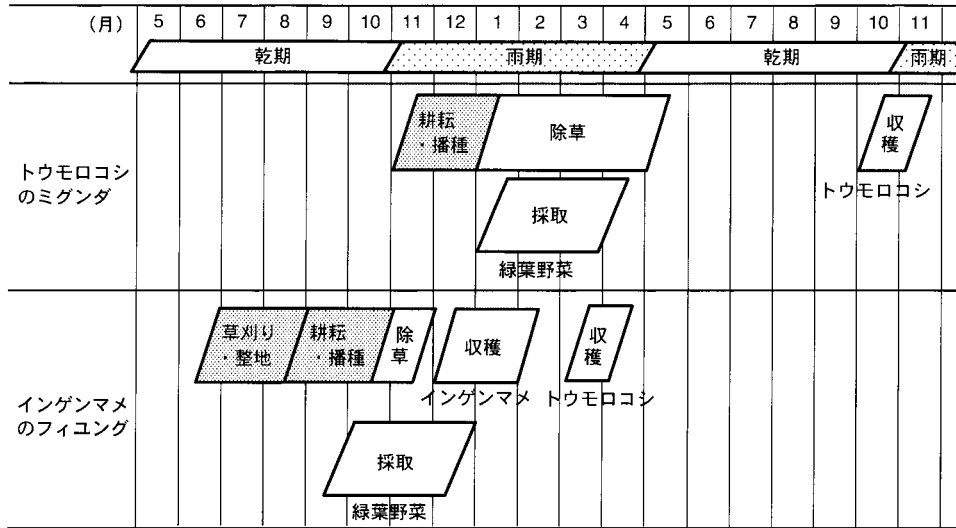 (月) 5 6 7 8 9 10 11 12 1 2 3 4 5 6 7 8 9 10 11
乾期 雨期 乾期 雨期
トウモロコシ
のミグンダ
耕耘
・播種
除草
収
穫
トウモロコシ
採取
緑葉野菜
インゲンマメ
のフィユング
草刈り
・整地
耕耘
・播種
除
草
収穫
インゲンマメ
収
穫
トウモロコシ
採取
緑葉野菜